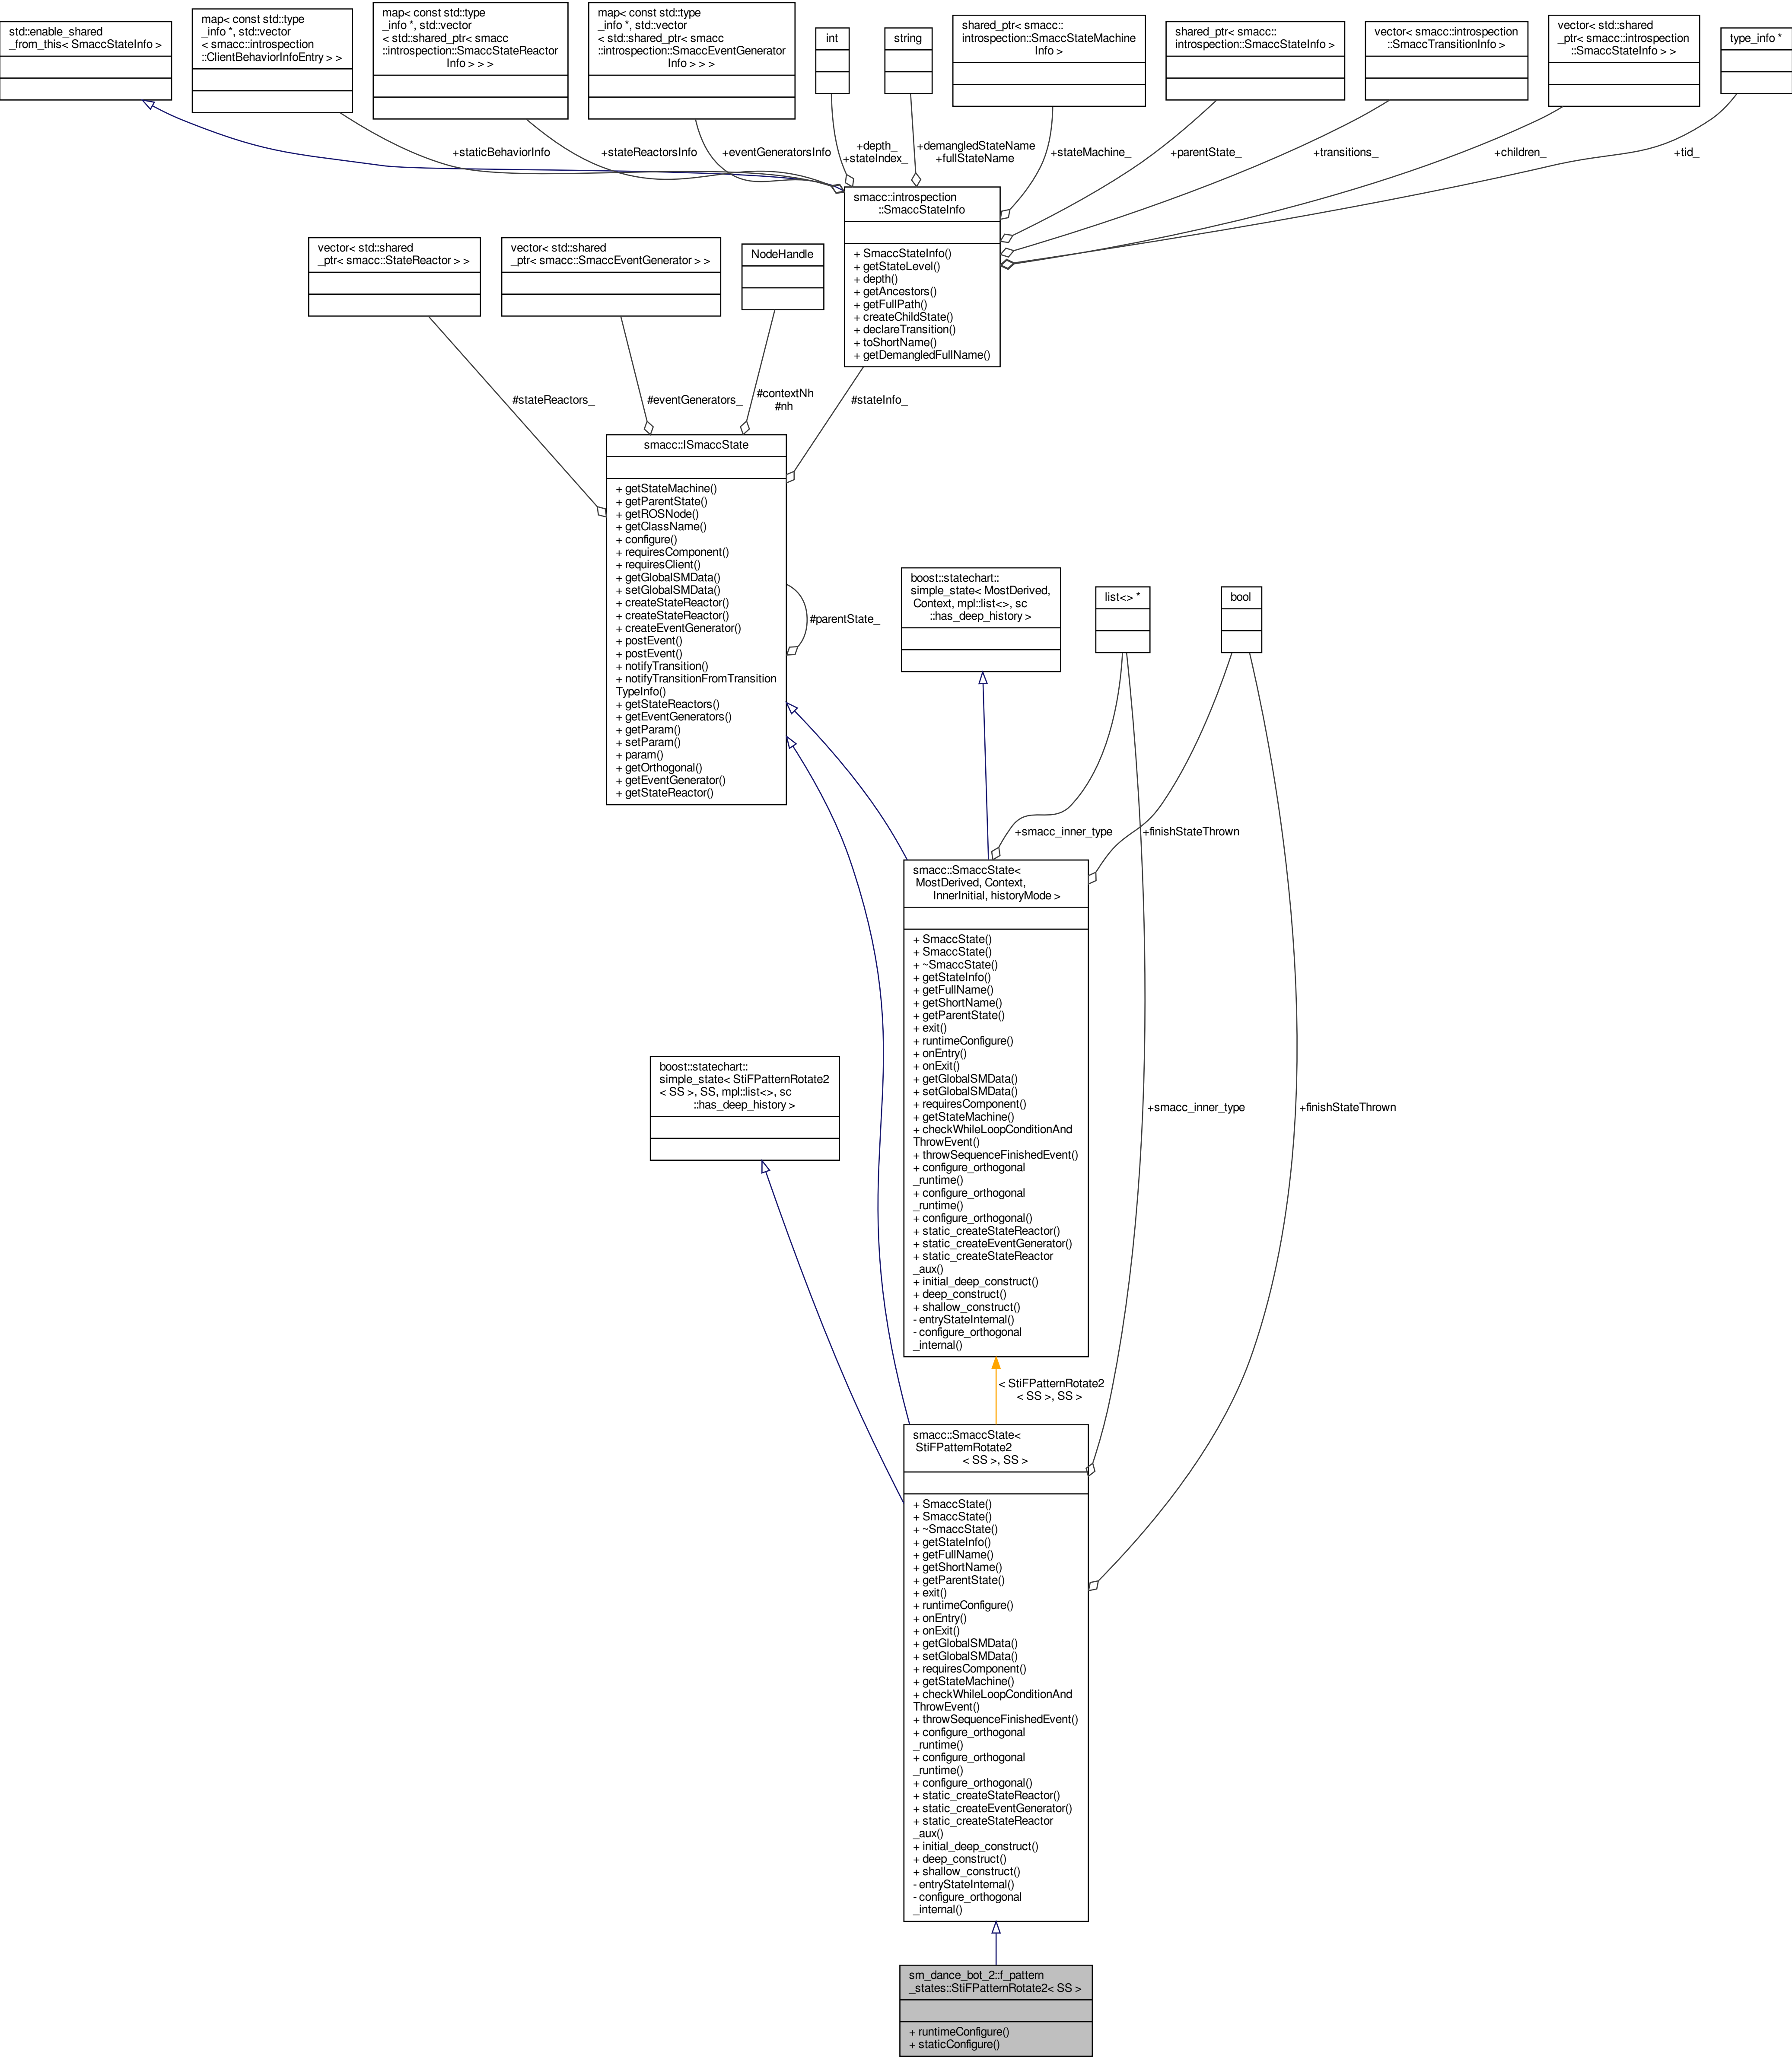 std::enable_shared
_from_this< SmaccStateInfo >
map< const std::type
_info *, std::vector
< smacc::introspection
::ClientBehaviorInfoEntry > >
map< const std::type
_info *, std::vector
< std::shared_ptr< smacc
::introspection::SmaccStateReactor
Info > > >
map< const std::type
_info *, std::vector
< std::shared_ptr< smacc
::introspection::SmaccEventGenerator
Info > > >
int
string
shared_ptr< smacc::
introspection::SmaccStateMachine
Info >
shared_ptr< smacc::
introspection::SmaccStateInfo >
vector< smacc::introspection
::SmaccTransitionInfo >
vector< std::shared
_ptr< smacc::introspection
::SmaccStateInfo > >
type_info *
+staticBehaviorInfo
+stateReactorsInfo
+eventGeneratorsInfo
+depth_
+stateIndex_
+demangledStateName
+fullStateName
+stateMachine_
+parentState_
+transitions_
+children_
+tid_
smacc::introspection
::SmaccStateInfo
+ SmaccStateInfo()
+ getStateLevel()
+ depth()
+ getAncestors()
+ getFullPath()
+ createChildState()
+ declareTransition()
+ toShortName()
+ getDemangledFullName()
vector< std::shared
_ptr< smacc::StateReactor > >
vector< std::shared
_ptr< smacc::SmaccEventGenerator > >
NodeHandle
#stateReactors_
#eventGenerators_
#contextNh
#nh
#stateInfo_
smacc::ISmaccState
+ getStateMachine()
+ getParentState()
+ getROSNode()
+ getClassName()
+ configure()
+ requiresComponent()
+ requiresClient()
+ getGlobalSMData()
+ setGlobalSMData()
+ createStateReactor()
+ createStateReactor()
+ createEventGenerator()
+ postEvent()
+ postEvent()
+ notifyTransition()
+ notifyTransitionFromTransition
TypeInfo()
+ getStateReactors()
+ getEventGenerators()
+ getParam()
+ setParam()
+ param()
+ getOrthogonal()
+ getEventGenerator()
+ getStateReactor()
#parentState_
boost::statechart::
simple_state< MostDerived,
Context, mpl::list<>, sc
::has_deep_history >
list<> *
bool
+smacc_inner_type
+finishStateThrown
smacc::SmaccState<
MostDerived, Context,
InnerInitial, historyMode >
+ SmaccState()
+ SmaccState()
+ ~SmaccState()
+ getStateInfo()
+ getFullName()
+ getShortName()
+ getParentState()
+ exit()
+ runtimeConfigure()
+ onEntry()
+ onExit()
+ getGlobalSMData()
+ setGlobalSMData()
+ requiresComponent()
+ getStateMachine()
+ checkWhileLoopConditionAnd
ThrowEvent()
+ throwSequenceFinishedEvent()
+ configure_orthogonal
_runtime()
+ configure_orthogonal
_runtime()
+ configure_orthogonal()
+ static_createStateReactor()
+ static_createEventGenerator()
+ static_createStateReactor
_aux()
+ initial_deep_construct()
+ deep_construct()
+ shallow_construct()
- entryStateInternal()
- configure_orthogonal
_internal()
boost::statechart::
simple_state< StiFPatternRotate2
< SS >, SS, mpl::list<>, sc
::has_deep_history >
+smacc_inner_type
+finishStateThrown
< StiFPatternRotate2
< SS >, SS >
smacc::SmaccState<
StiFPatternRotate2
< SS >, SS >
+ SmaccState()
+ SmaccState()
+ ~SmaccState()
+ getStateInfo()
+ getFullName()
+ getShortName()
+ getParentState()
+ exit()
+ runtimeConfigure()
+ onEntry()
+ onExit()
+ getGlobalSMData()
+ setGlobalSMData()
+ requiresComponent()
+ getStateMachine()
+ checkWhileLoopConditionAnd
ThrowEvent()
+ throwSequenceFinishedEvent()
+ configure_orthogonal
_runtime()
+ configure_orthogonal
_runtime()
+ configure_orthogonal()
+ static_createStateReactor()
+ static_createEventGenerator()
+ static_createStateReactor
_aux()
+ initial_deep_construct()
+ deep_construct()
+ shallow_construct()
- entryStateInternal()
- configure_orthogonal
_internal()
sm_dance_bot_2::f_pattern
_states::StiFPatternRotate2< SS >
+ runtimeConfigure()
+ staticConfigure()